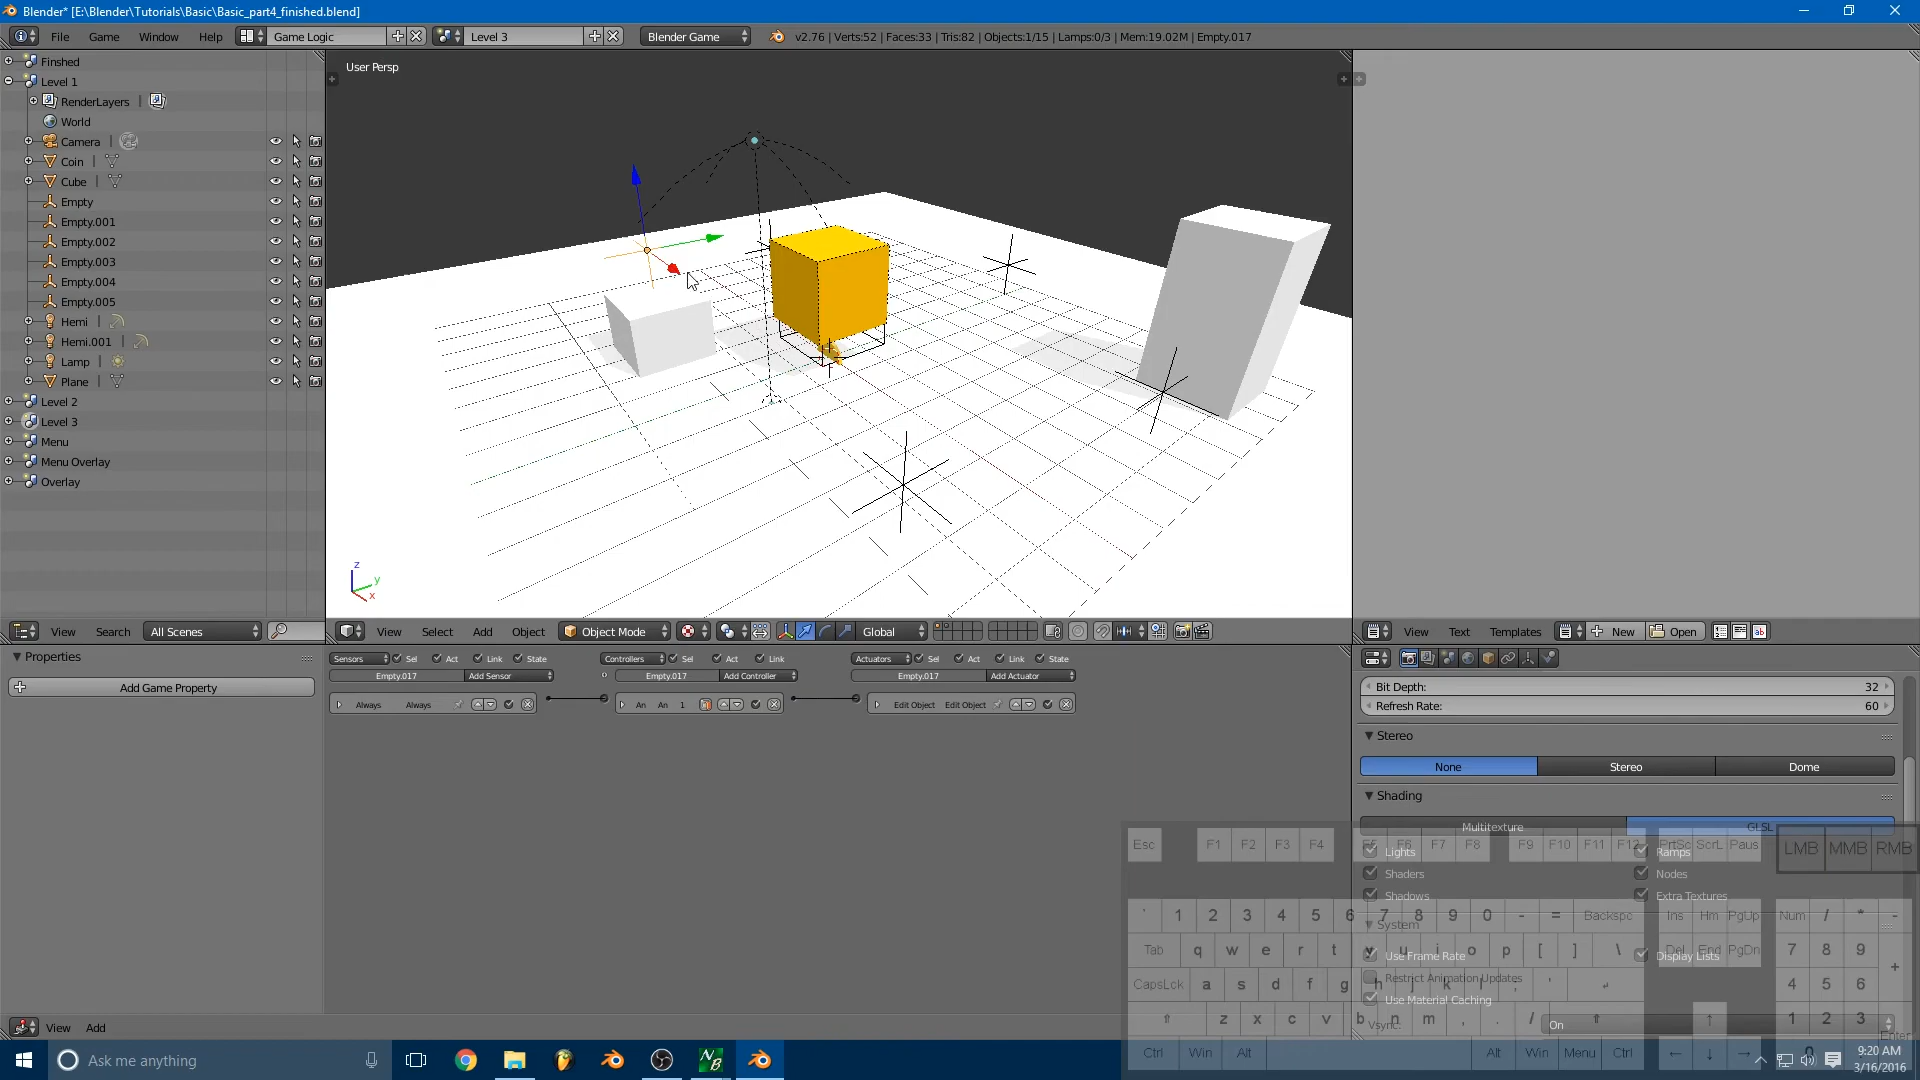 Blender* [E:\Blender\Tutorials\Basic\Basic_part4_finished.blend]
File Game Window Help Game Logic Level 3 Blender Game v2.76 | Verts:52 | Faces:33 | Tris:82 | Objects:1/15 | Lamps:0/3 | Mem:19.02M | Empty.017
Finshed
Level 1
RenderLayers |
World
Camera |
Coin |
Cube |
Empty
Empty.001
Empty.002
Empty.003
Empty.004
Empty.005
Hemi |
Hemi.001 |
Lamp |
Plane |
Level 2
Level 3
Menu
Menu Overlay
Overlay
User Persp
z
y
x
View Search All Scenes
View Select Add Object Object Mode Global
View Text Templates New Open
Properties
Add Game Property
Sensors Sel Act Link State
Empty.017 Add Sensor
Always Always
Controllers Sel Act Link
Empty.017 Add Controller
An An 1
Actuators Sel Act Link State
Empty.017 Add Actuator
Edit Object Edit Object
Bit Depth: 32
Refresh Rate: 60
Stereo
None Stereo Dome
Shading
Multitexture GLSL
Lights Ramps
Shaders Nodes
Shadows Extra Textures
System
Use Frame Rate Display Lists
Restrict Animation Updates
Use Material Caching
Vsync: On
Esc F1 F2 F3 F4 F5 F6 F7 F8 F9 F10 F11 F12 PrtSc ScrL Paus LMB MMB RMB
` 1 2 3 4 5 6 7 8 9 0 - = Backspc Ins Hm PgUp Num / * -
Tab q w e r t y u i o p [ ] \ Del End PgDn 7 8 9 +
CapsLck a s d f g h j k l ; ' ↵ 4 5 6
⇑ z x c v b n m , . / ⇑ ↑ 1 2 3 Enter
Ctrl Win Alt Alt Win Menu Ctrl ← ↓ → 0
View Add
Ask me anything
9:20 AM
3/16/2016